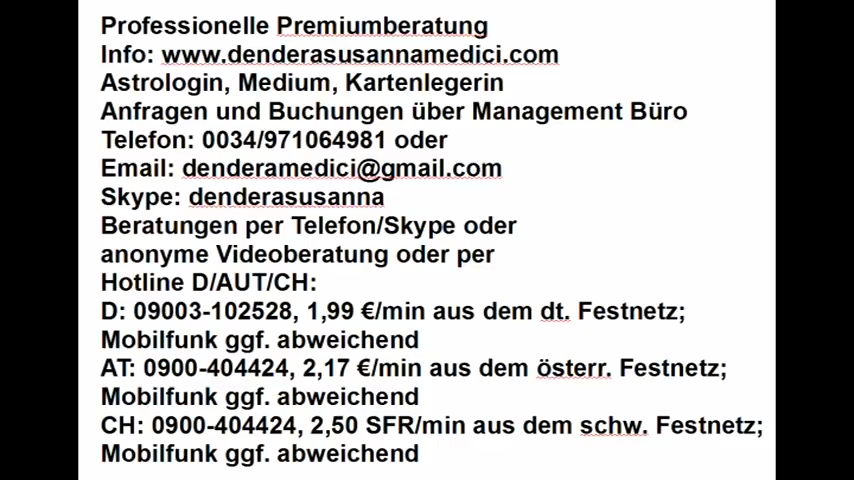 Professionelle Premiumberatung
Info: www.denderasusannamedici.com
Astrologin, Medium, Kartenlegerin
Anfragen und Buchungen über Management Büro
Telefon: 0034/971064981 oder
Email: denderamedici@gmail.com
Skype: denderasusanna
Beratungen per Telefon/Skype oder
anonyme Videoberatung oder per
Hotline D/AUT/CH:
D: 09003-102528, 1,99 €/min aus dem dt. Festnetz;
Mobilfunk ggf. abweichend
AT: 0900-404424, 2,17 €/min aus dem österr. Festnetz;
Mobilfunk ggf. abweichend
CH: 0900-404424, 2,50 SFR/min aus dem schw. Festnetz;
Mobilfunk ggf. abweichend